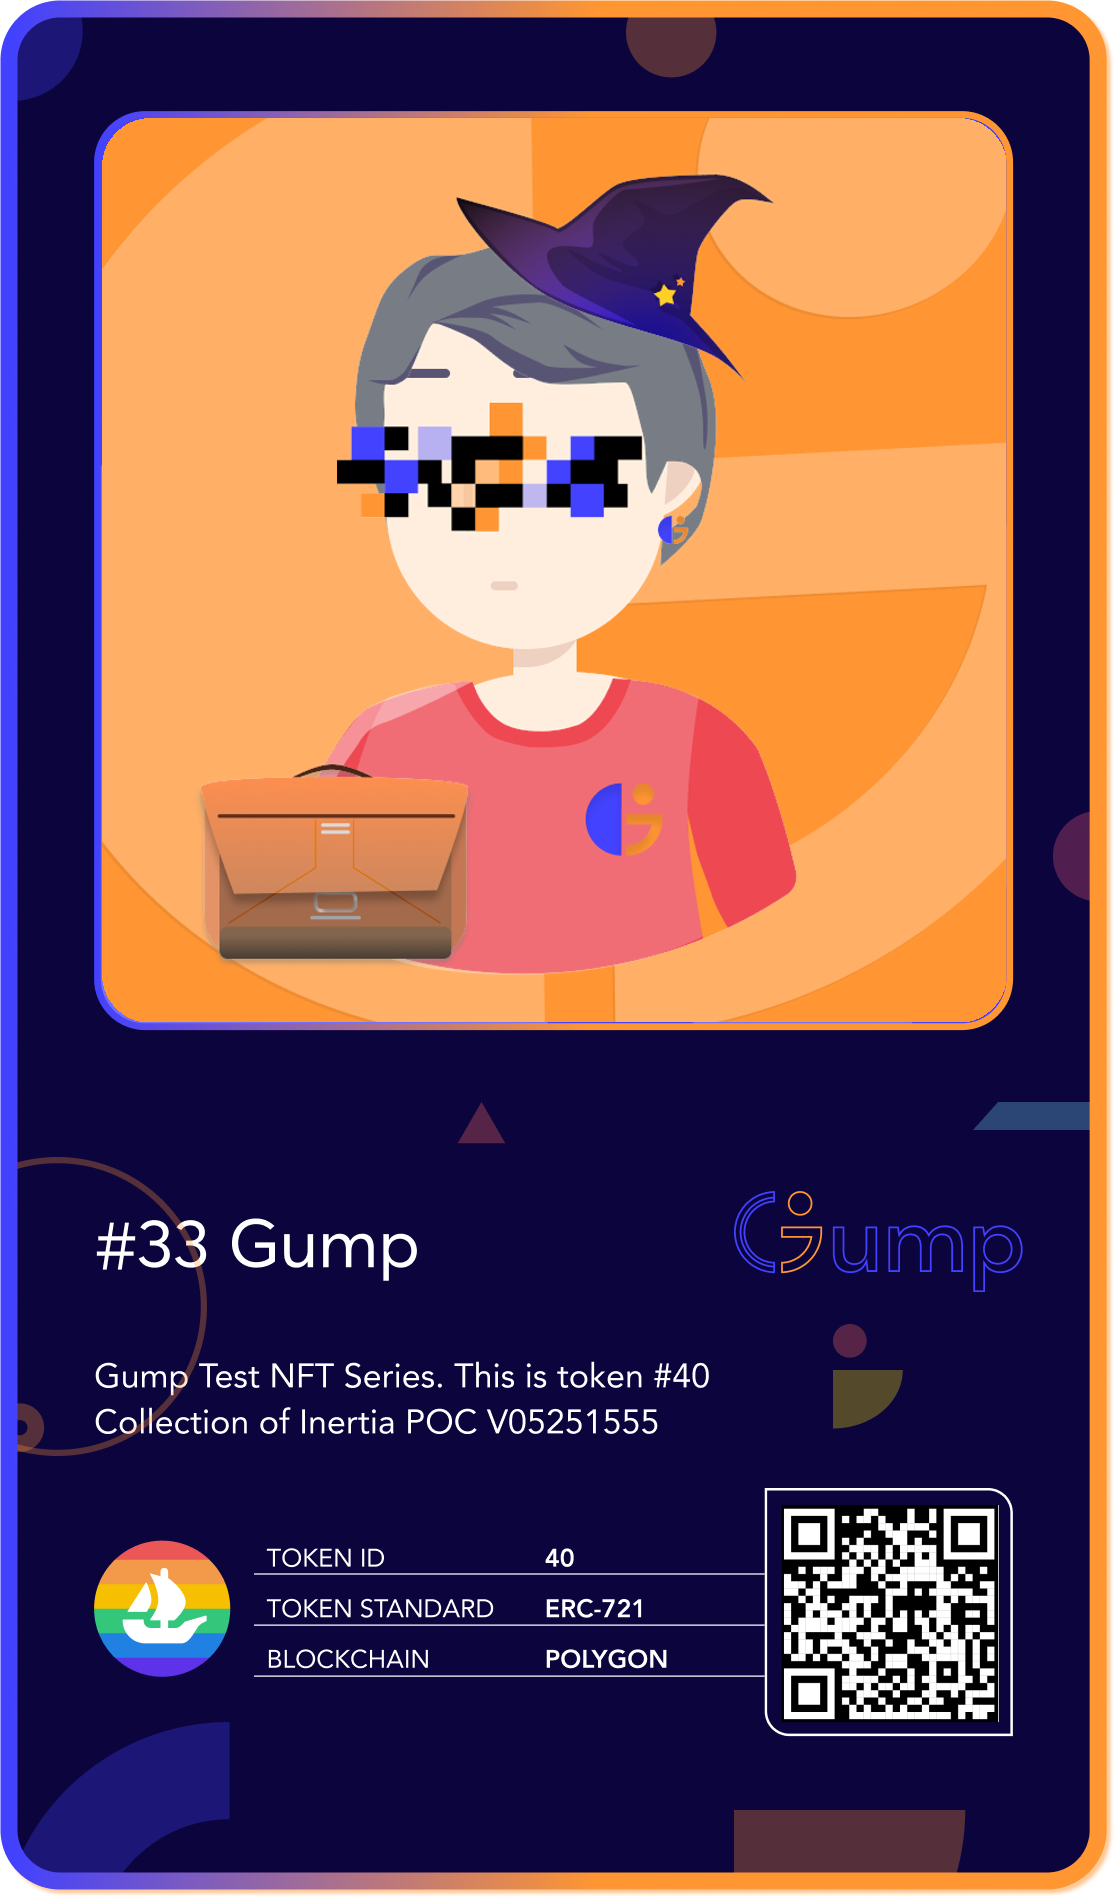 #33 Gump
Gump
Gump Test NFT Series. This is token #40
Collection of Inertia POC V05251555
TOKEN ID 40
TOKEN STANDARD ERC-721
BLOCKCHAIN POLYGON